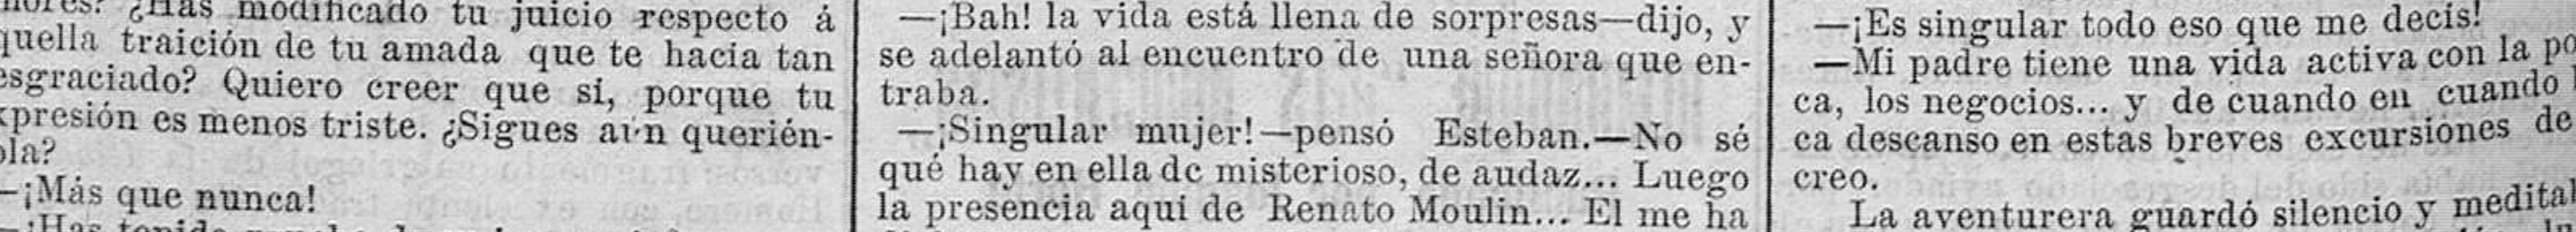 ¿Has modificado tu juicio respecto á
quella traición de tu amada que te hacía tan
esgraciado? Quiero creer que sí, porque tu
xpresión es menos triste. ¿Sigues aún querién-
ola?
—¡Más que nunca!
—¡Bah! la vida está llena de sorpresas—dijo, y
se adelantó al encuentro de una señora que en-
traba.
—¡Singular mujer!—pensó Esteban.—No sé
qué hay en ella de misterioso, de audaz... Luego
la presencia aquí de Renato Moulin... El me ha
—¡Es singular todo eso que me decís!
—Mi padre tiene una vida activa con la po
ca, los negocios... y de cuando en cuando
ca descanso en estas breves excursiones de
creo.
La aventurera guardó silencio y medital